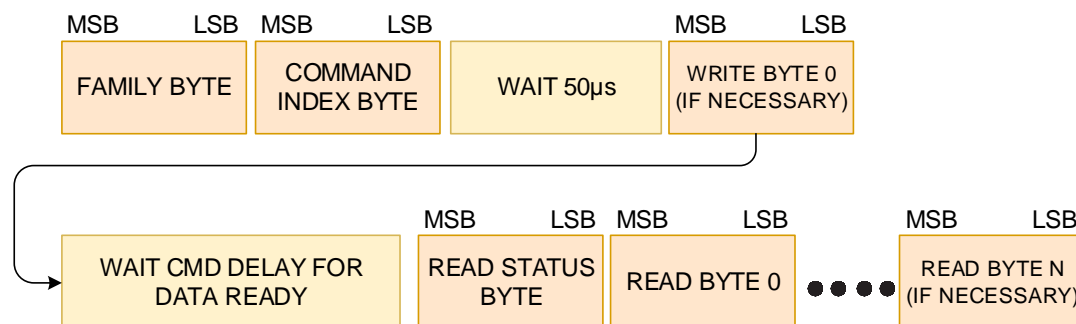 MSB LSB MSB LSB MSB LSB
FAMILY BYTE
COMMAND
INDEX BYTE
WAIT 50µs
WRITE BYTE 0
(IF NECESSARY)
MSB LSB MSB LSB MSB LSB
WAIT CMD DELAY FOR
DATA READY
READ STATUS
BYTE
READ BYTE 0
READ BYTE N
(IF NECESSARY)